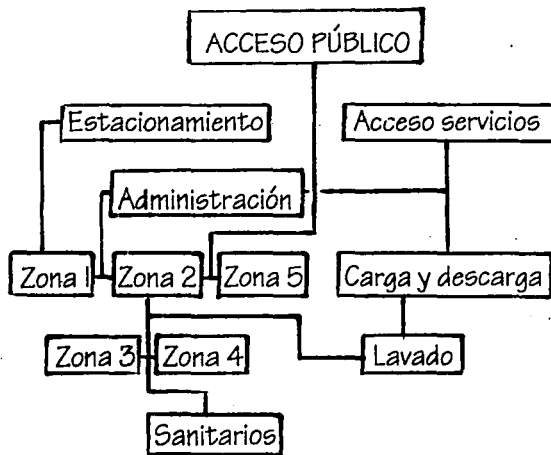 ACCESO PÚBLICO
Estacionamiento
Acceso servicios
Administración
Zona 1
Zona 2
Zona 5
Carga y descarga
Zona 3
Zona 4
Lavado
Sanitarios